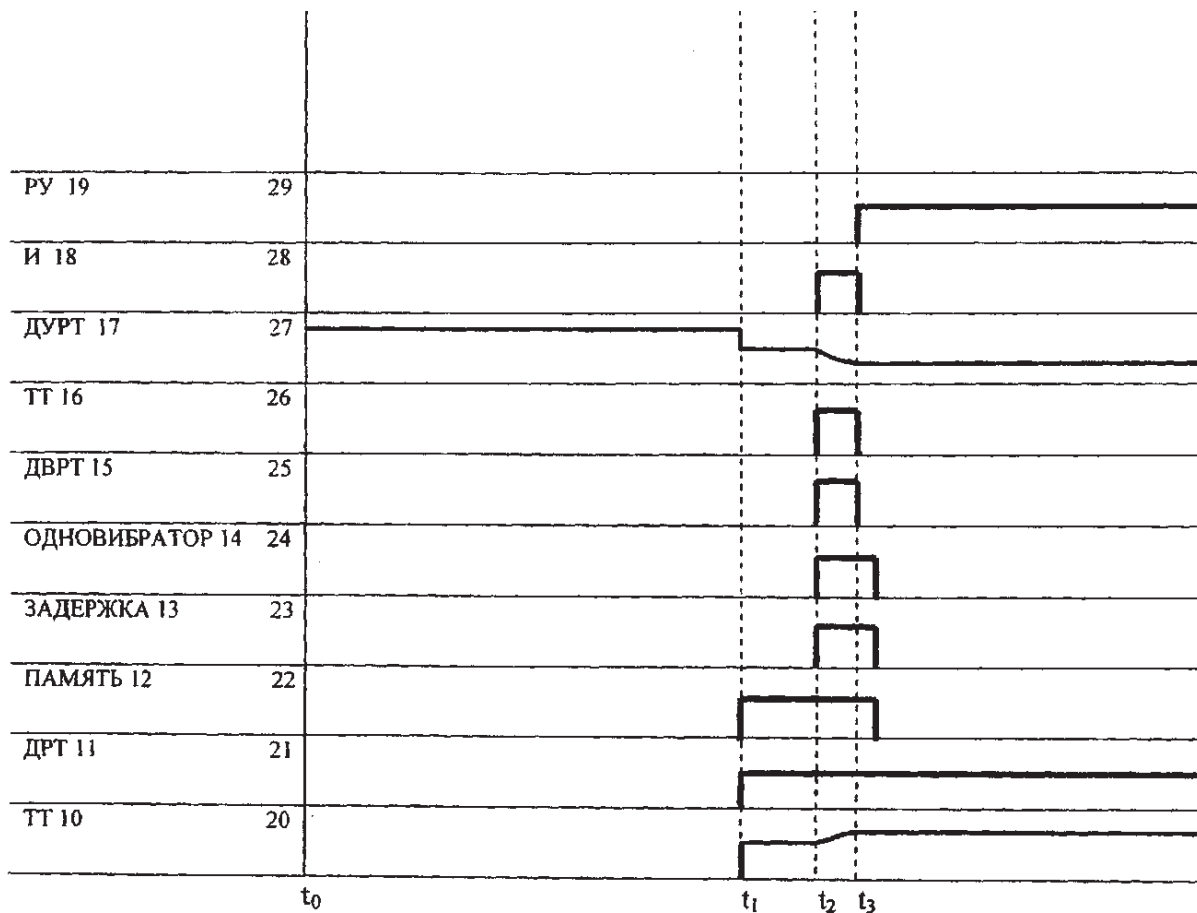 РУ 19 29
И 18 28
ДУРТ 17 27
ТТ 16 26
ДВРТ 15 25
ОДНОВИБРАТОР 14 24
ЗАДЕРЖКА 13 23
ПАМЯТЬ 12 22
ДРТ 11 21
ТТ 10 20
t₀ t₁ t₂ t₃